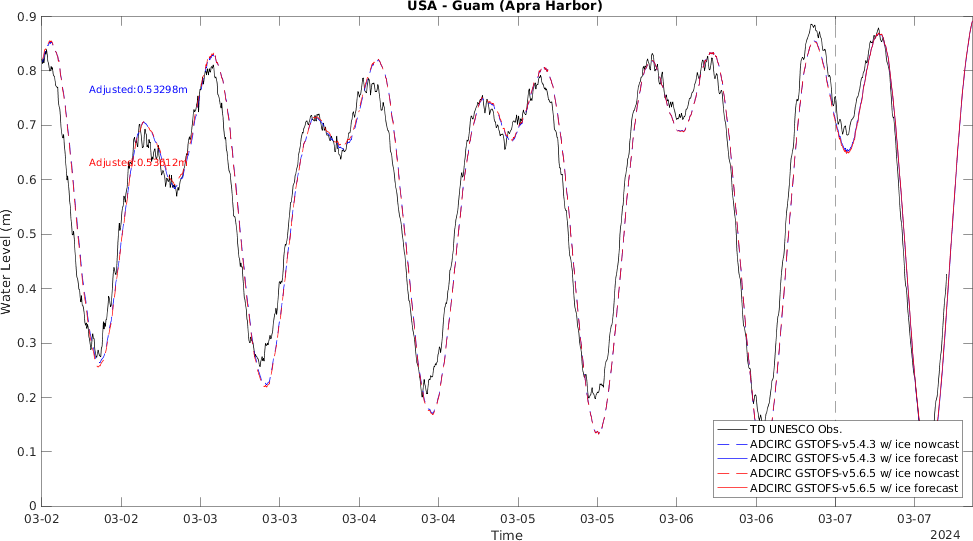 USA - Guam (Apra Harbor)
0.9
0.8
0.7
0.6
0.5
0.4
0.3
0.2
0.1
0
Water Level (m)
Adjusted:0.53298m
Adjusted:0.53612m
TD UNESCO Obs.
ADCIRC GSTOFS-v5.4.3 w/ ice nowcast
ADCIRC GSTOFS-v5.4.3 w/ ice forecast
ADCIRC GSTOFS-v5.6.5 w/ ice nowcast
ADCIRC GSTOFS-v5.6.5 w/ ice forecast
03-02 03-02 03-03 03-03 03-04 03-04 03-05 03-05 03-06 03-06 03-07 03-07
Time
2024